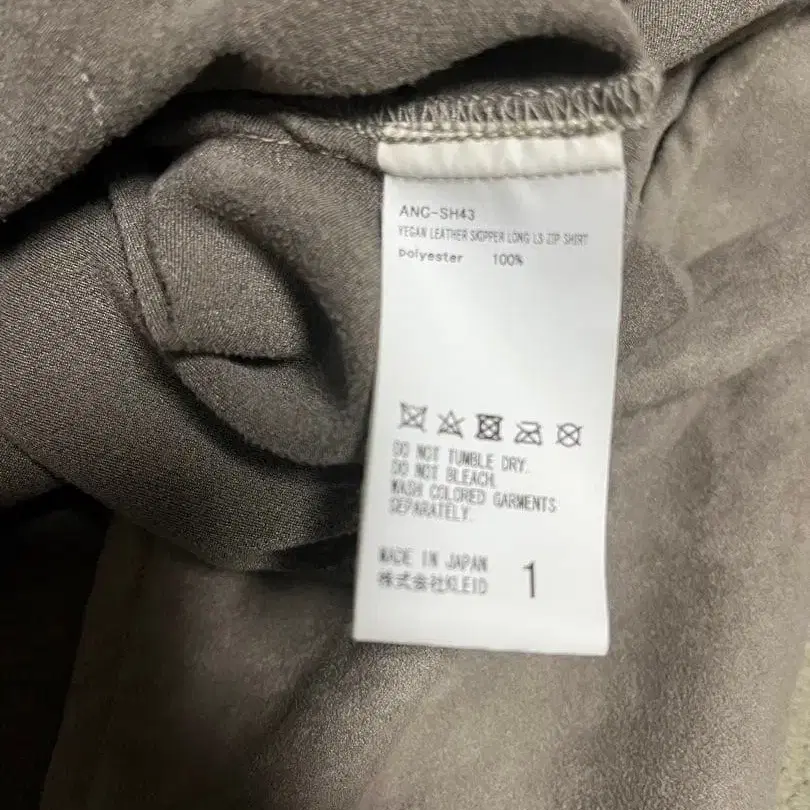 ANC-SH43
VEGAN LEATHER SKIPPER LONG LS ZIP SHIRT
polyester 100%
DO NOT TUMBLE DRY.
DO NOT BLEACH.
WASH COLORED GARMENTS
SEPARATELY.
MADE IN JAPAN
株式会社KLEID 1